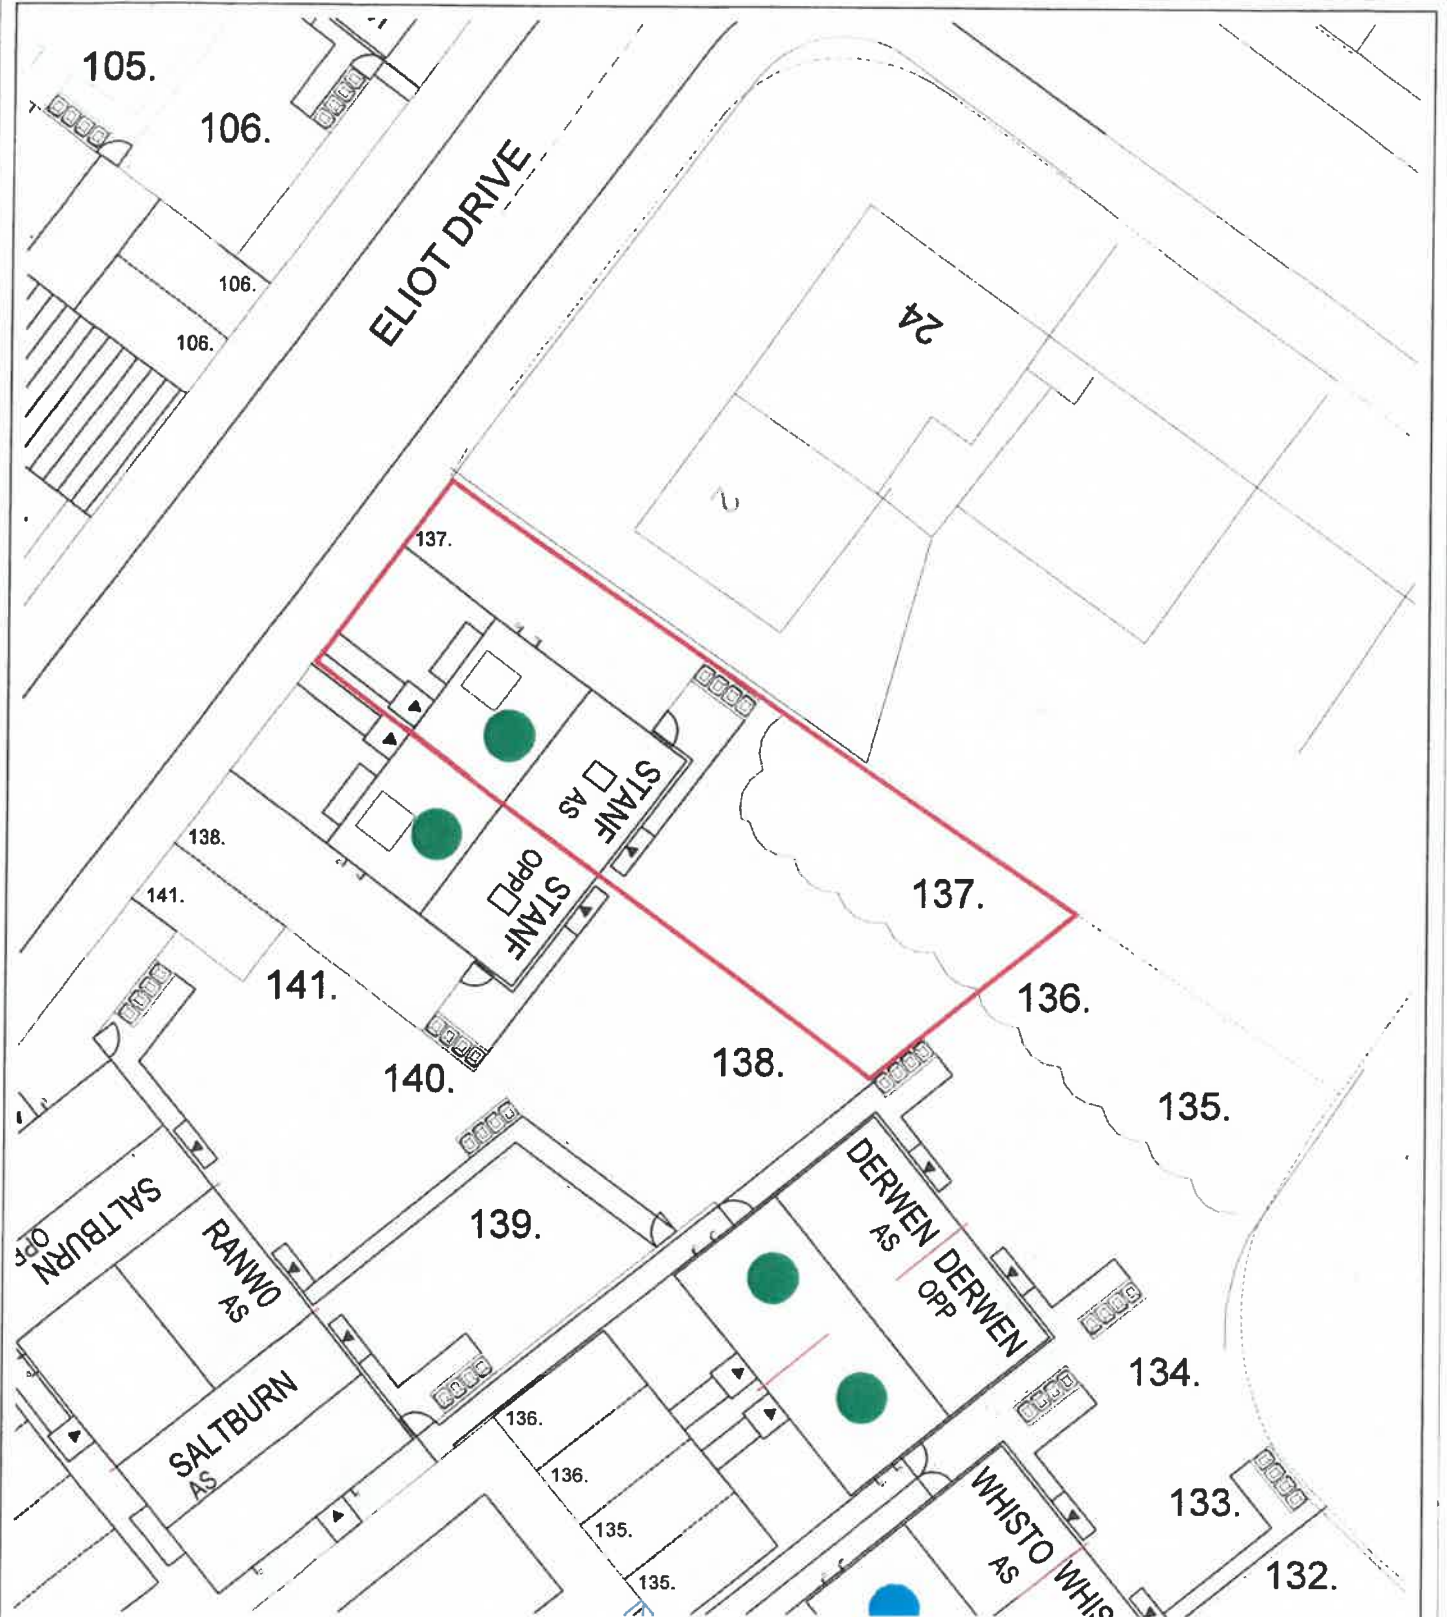 105.
106.
ELIOT DRIVE
106.
106.
24
2
137.
STANF
AS
STANF
OPP
137.
138.
141.
141.
136.
138.
140.
135.
139.
DERWEN
AS
DERWEN
OPP
SALTBURN
OPP
RANWO
AS
SALTBURN
AS
134.
136.
136.
135.
135.
133.
WHISTO
AS
WHIS
132.